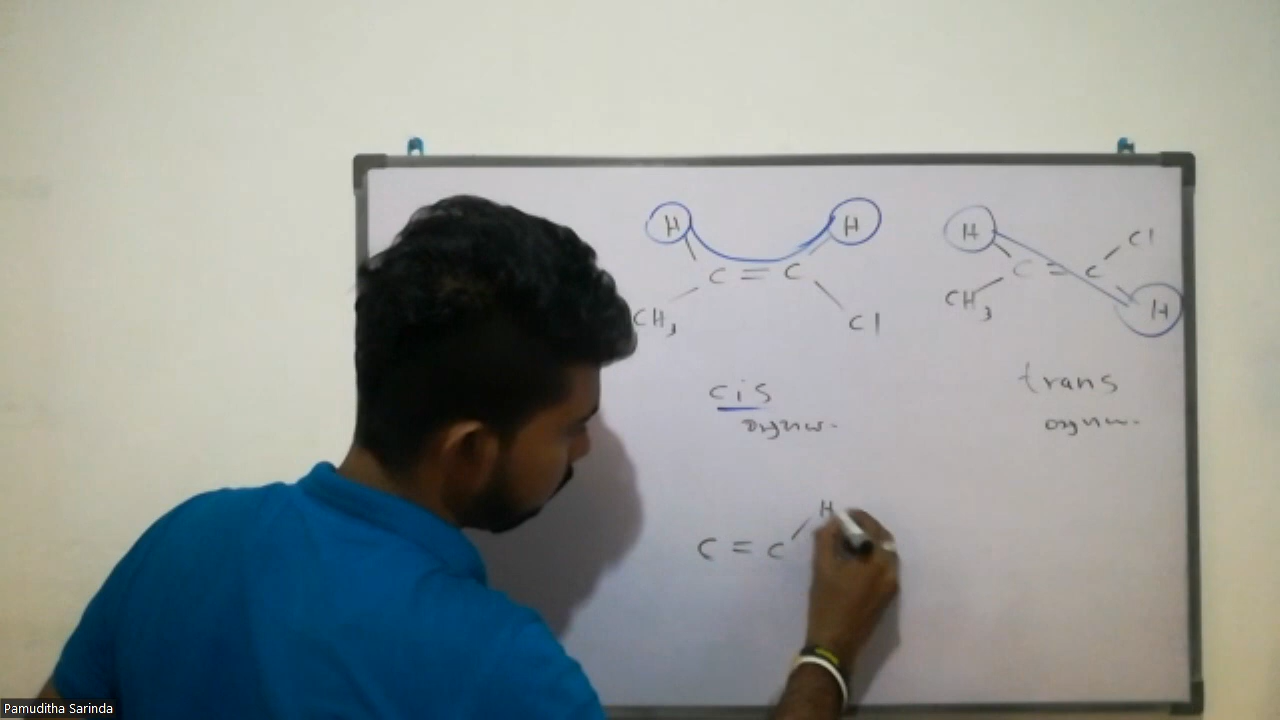 H H
C = C
CH₃ Cl
H Cl
C = C
CH₃ H
cis
trans
H
C = C
Pamuditha Sarinda